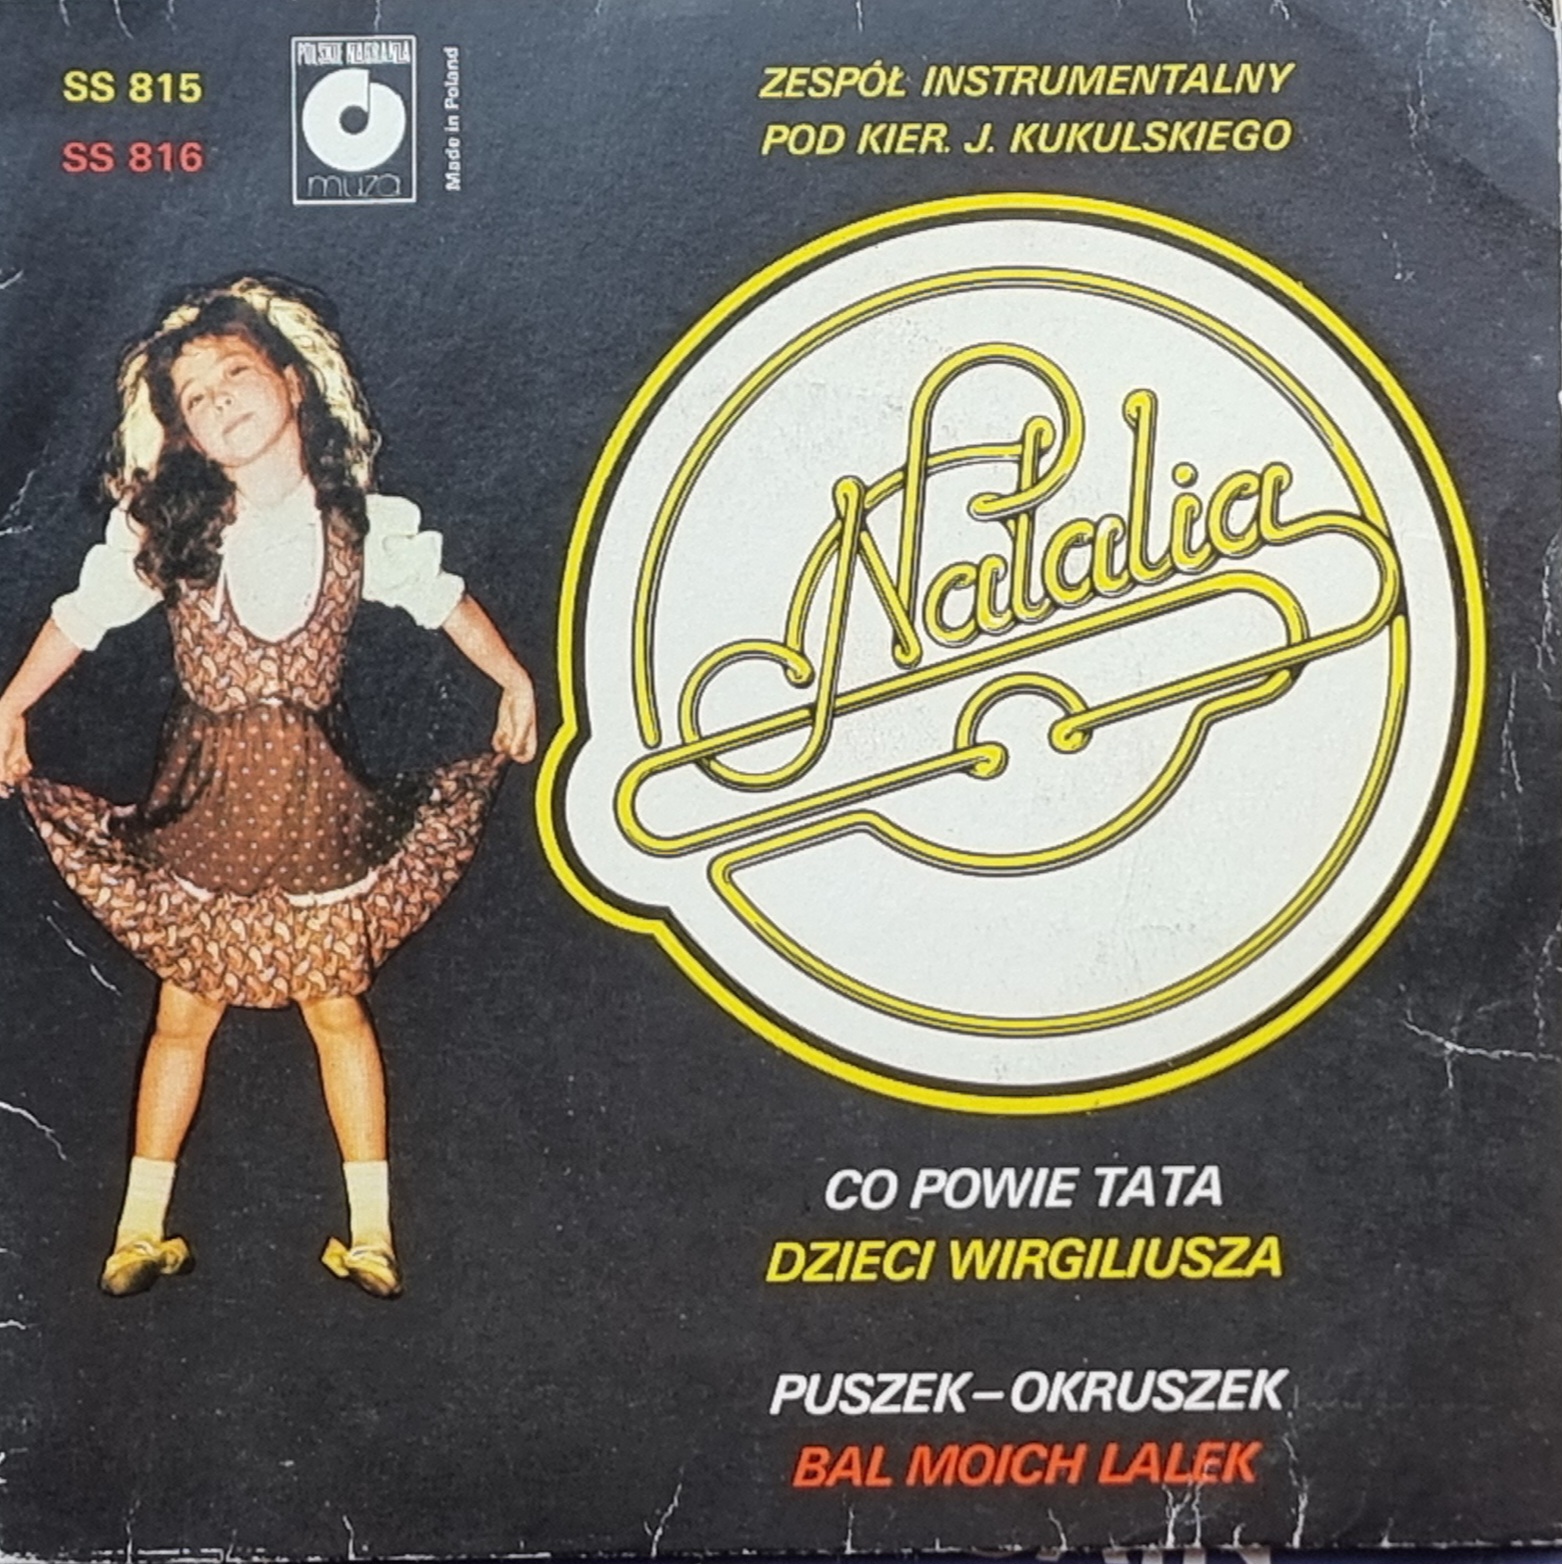 SS 815
SS 816
POLSKIE NAGRANIA
muza
Made in Poland
ZESPÓŁ INSTRUMENTALNY
POD KIER. J. KUKULSKIEGO
Natalia
CO POWIE TATA
DZIECI WIRGILIUSZA
PUSZEK–OKRUSZEK
BAL MOICH LALEK